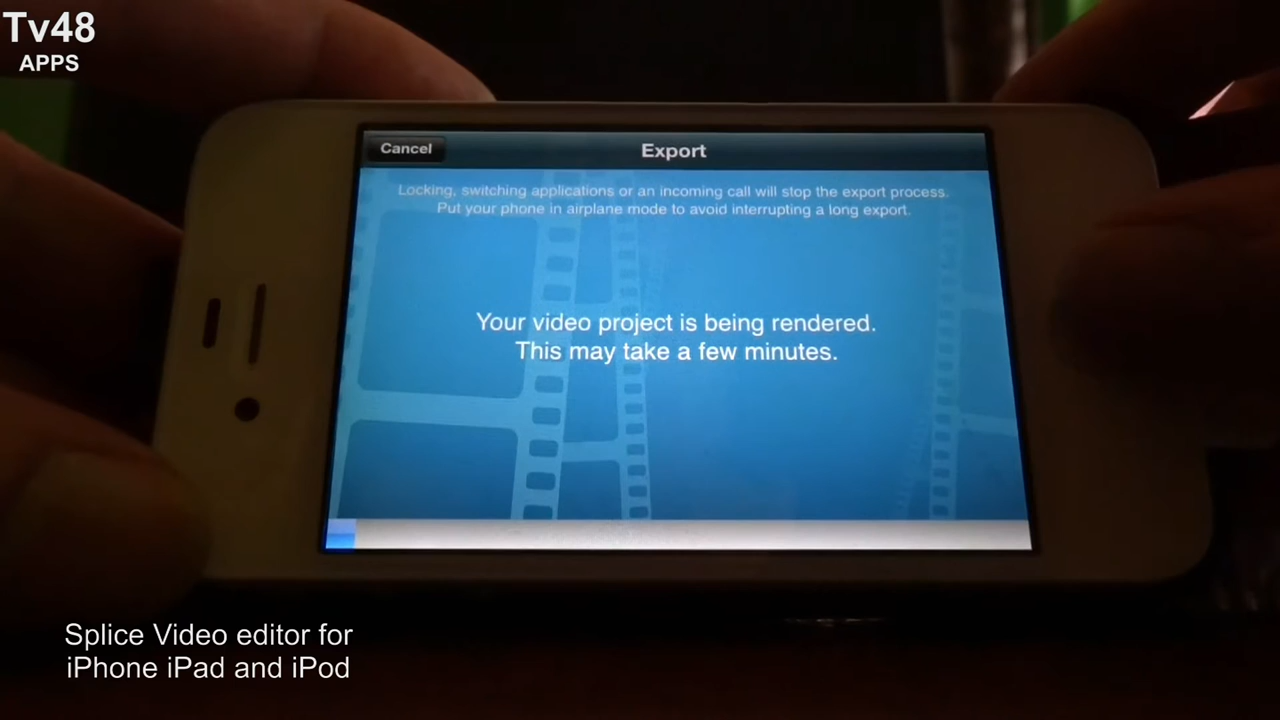 Tv48
APPS
Cancel
Export
Locking, switching applications or an incoming call will stop the export process.
Put your phone in airplane mode to avoid interrupting a long export.
Your video project is being rendered.
This may take a few minutes.
Splice Video editor for
iPhone iPad and iPod